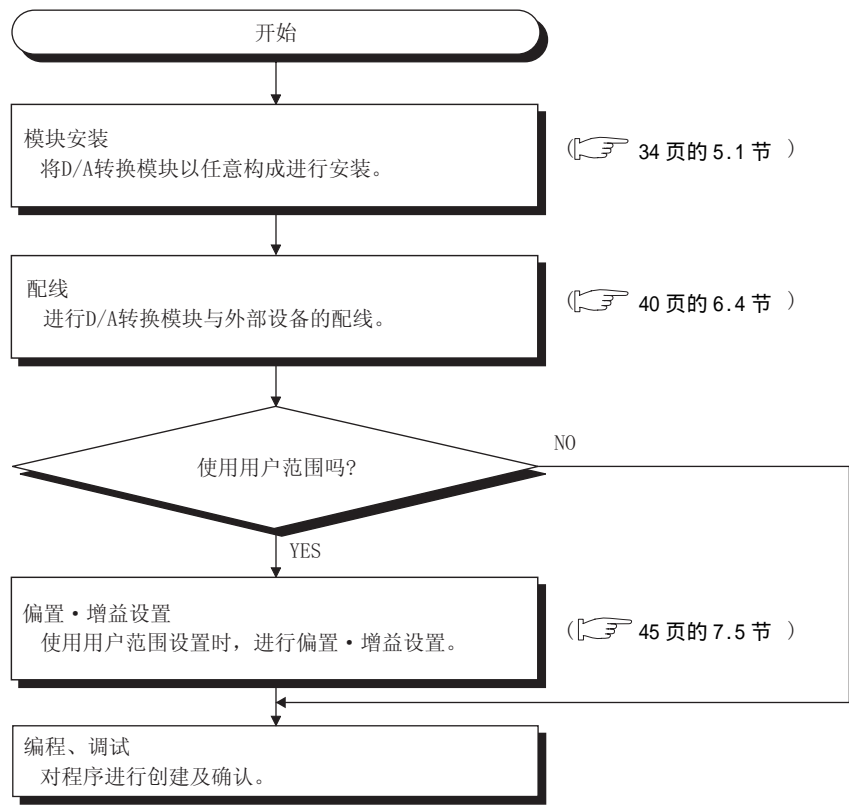 开始
模块安装
将D/A转换模块以任意构成进行安装。
( 34 页的 5.1 节 )
配线
进行D/A转换模块与外部设备的配线。
( 40 页的 6.4 节 )
使用用户范围吗?
NO
YES
偏置·增益设置
使用用户范围设置时，进行偏置·增益设置。
( 45 页的 7.5 节 )
编程、调试
对程序进行创建及确认。